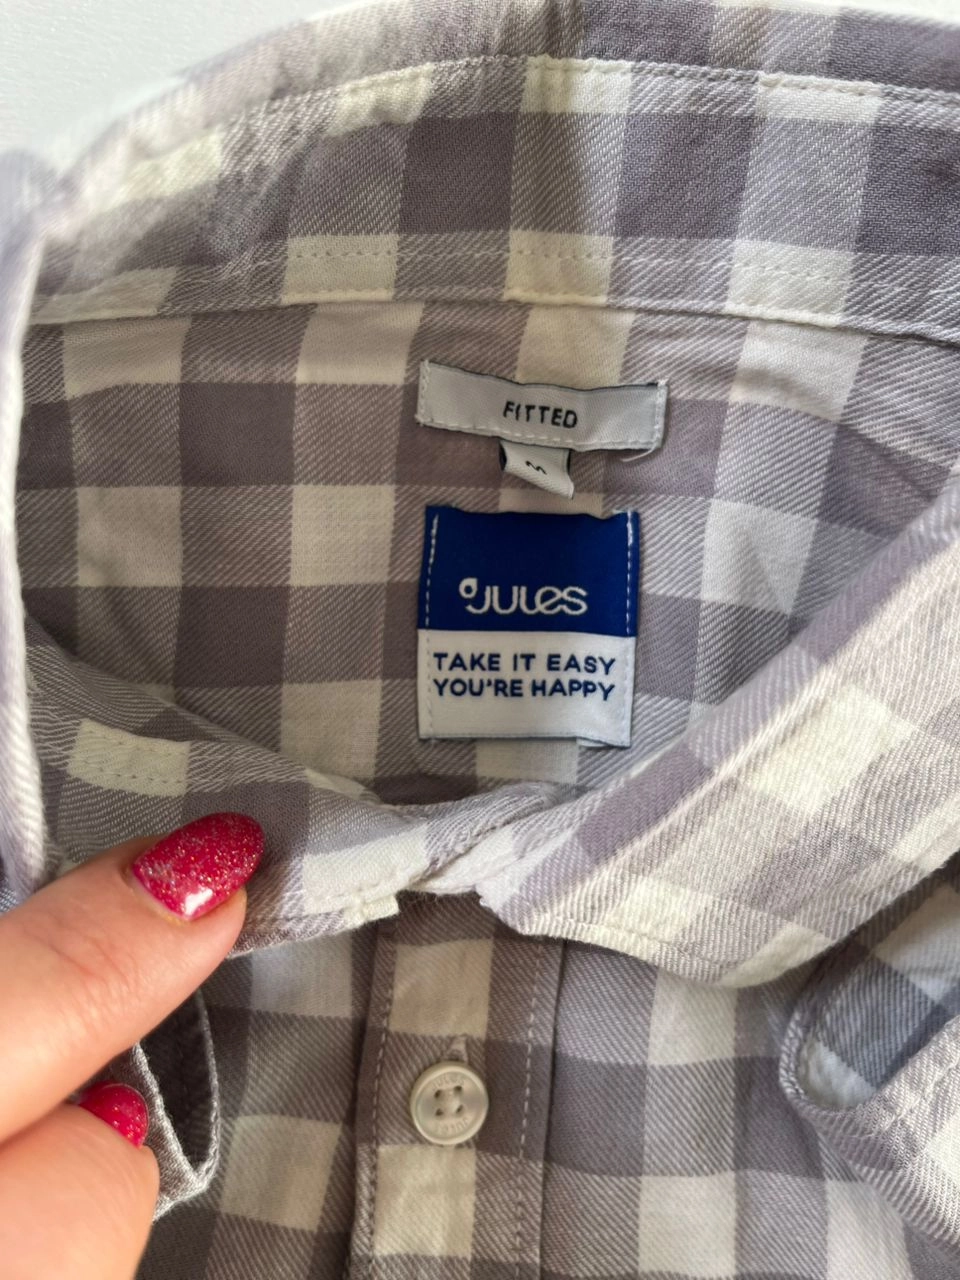 FITTED
M
JULES
TAKE IT EASY
YOU'RE HAPPY